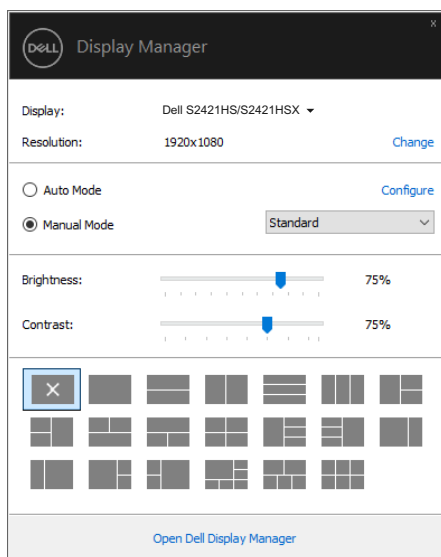 x
DELL Display Manager
Display: Dell S2421HS/S2421HSX
Resolution: 1920x1080 Change
Auto Mode Configure
Manual Mode Standard
Brightness: 75%
Contrast: 75%
Open Dell Display Manager